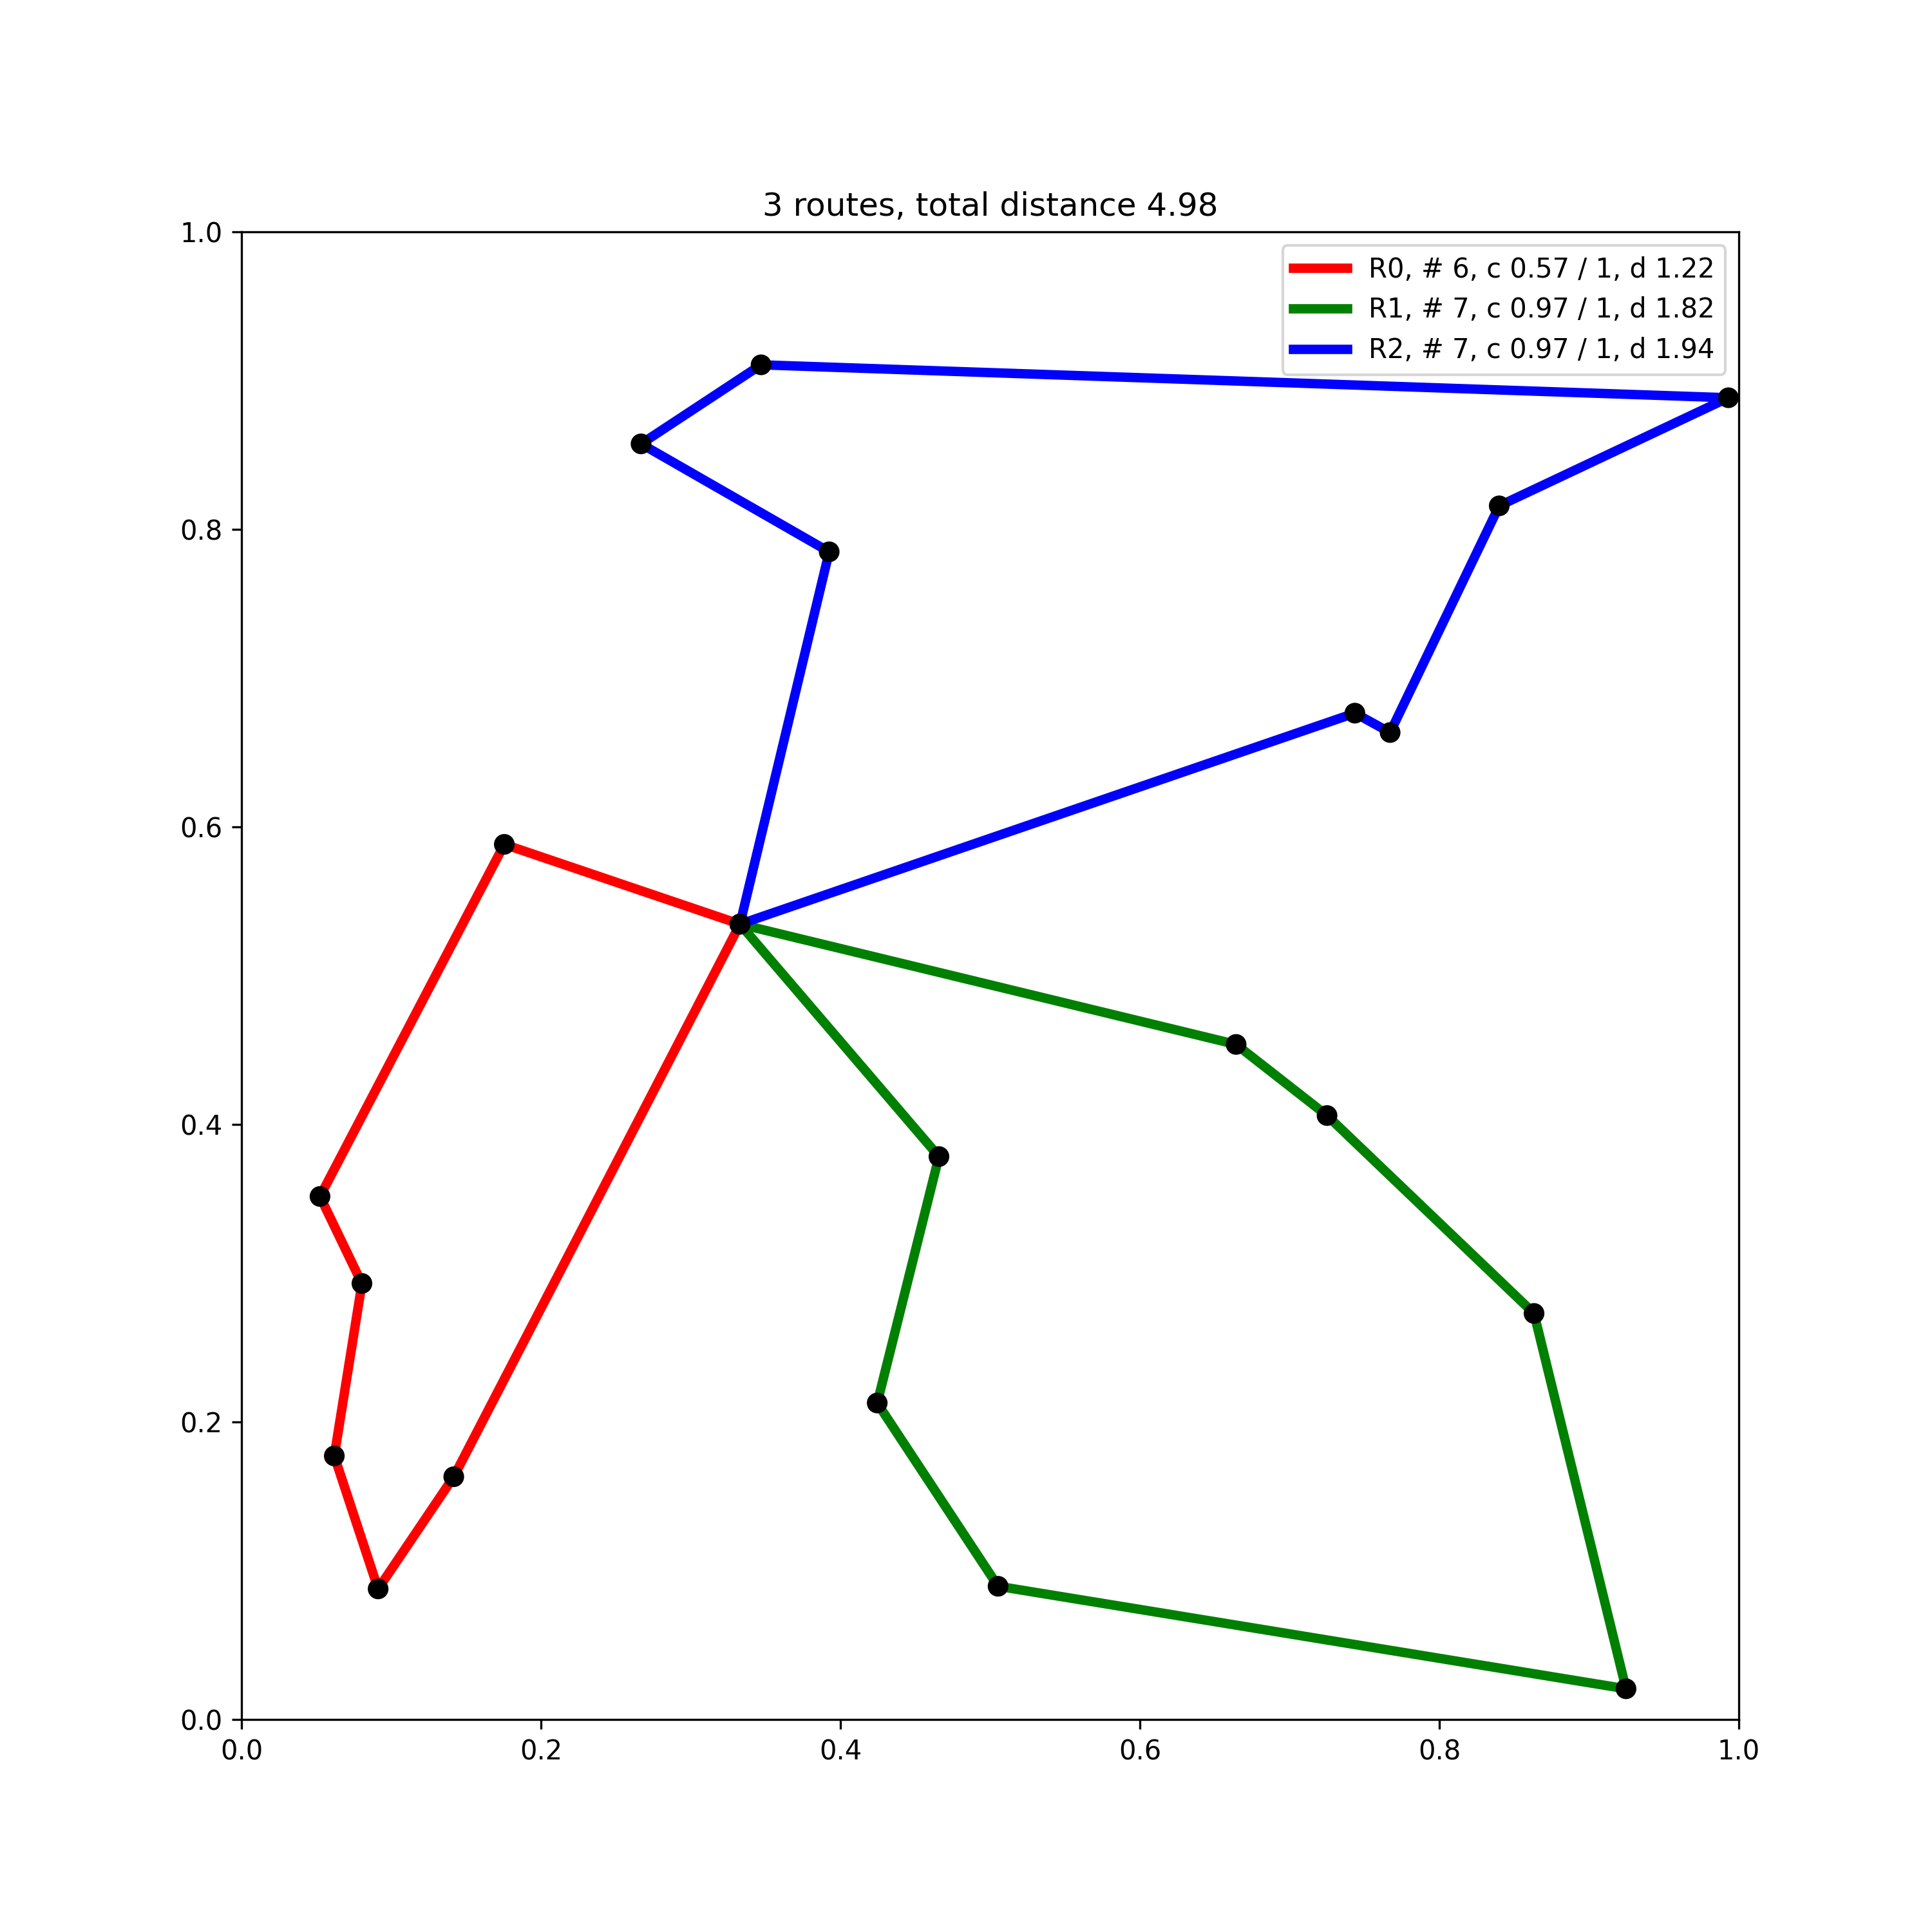 3 routes, total distance 4.98
R0, # 6, c 0.57 / 1, d 1.22
R1, # 7, c 0.97 / 1, d 1.82
R2, # 7, c 0.97 / 1, d 1.94
1.0
0.8
0.6
0.4
0.2
0.0
0.0 0.2 0.4 0.6 0.8 1.0